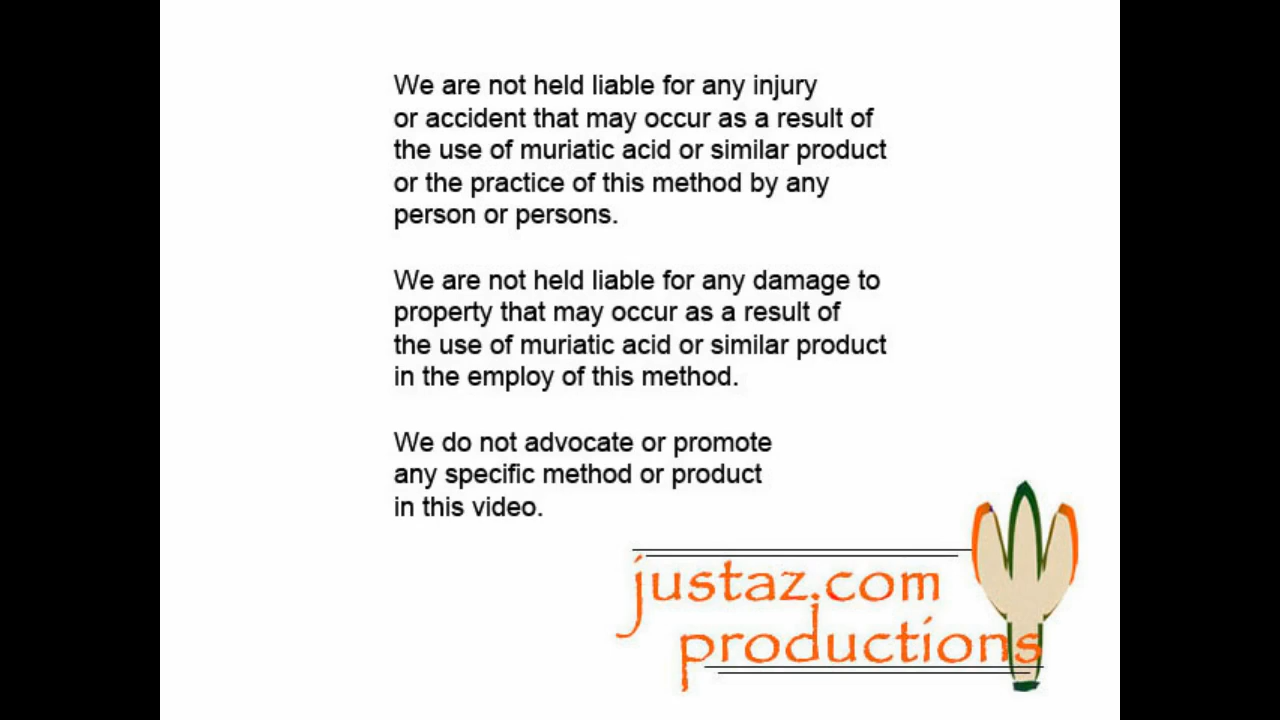 We are not held liable for any injury
or accident that may occur as a result of
the use of muriatic acid or similar product
or the practice of this method by any
person or persons.
We are not held liable for any damage to
property that may occur as a result of
the use of muriatic acid or similar product
in the employ of this method.
We do not advocate or promote
any specific method or product
in this video.
justaz.com
productions